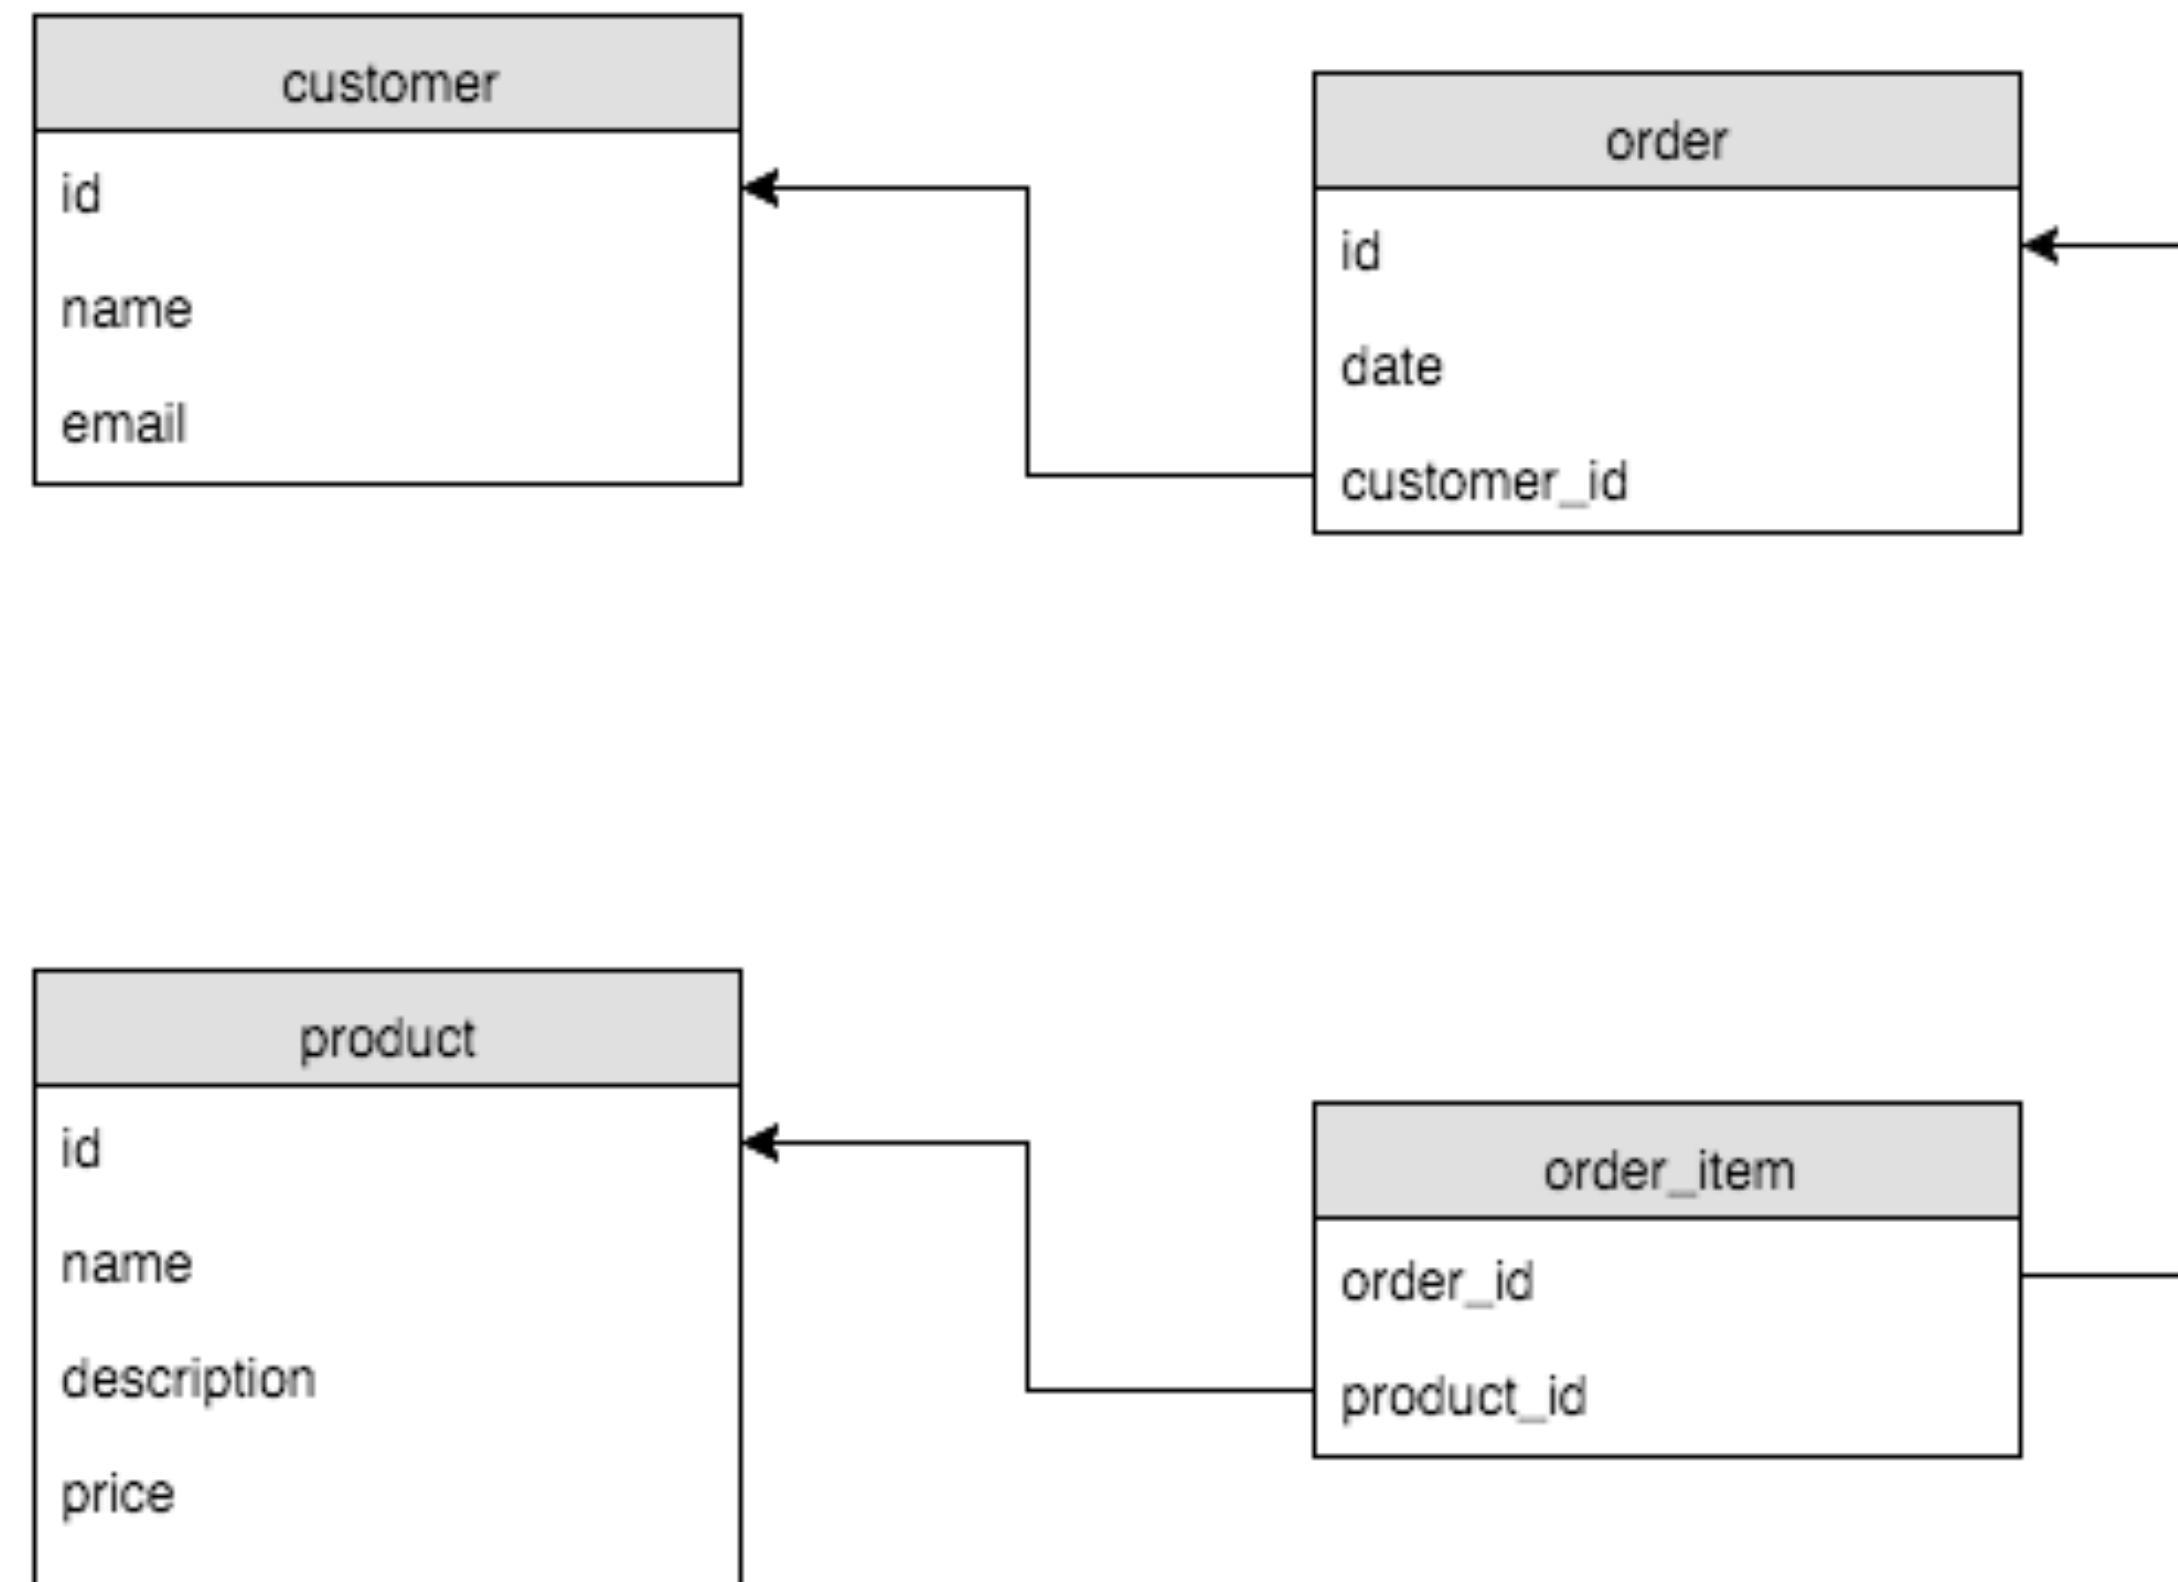 customer
id
name
email
order
id
date
customer_id
product
id
name
description
price
order_item
order_id
product_id